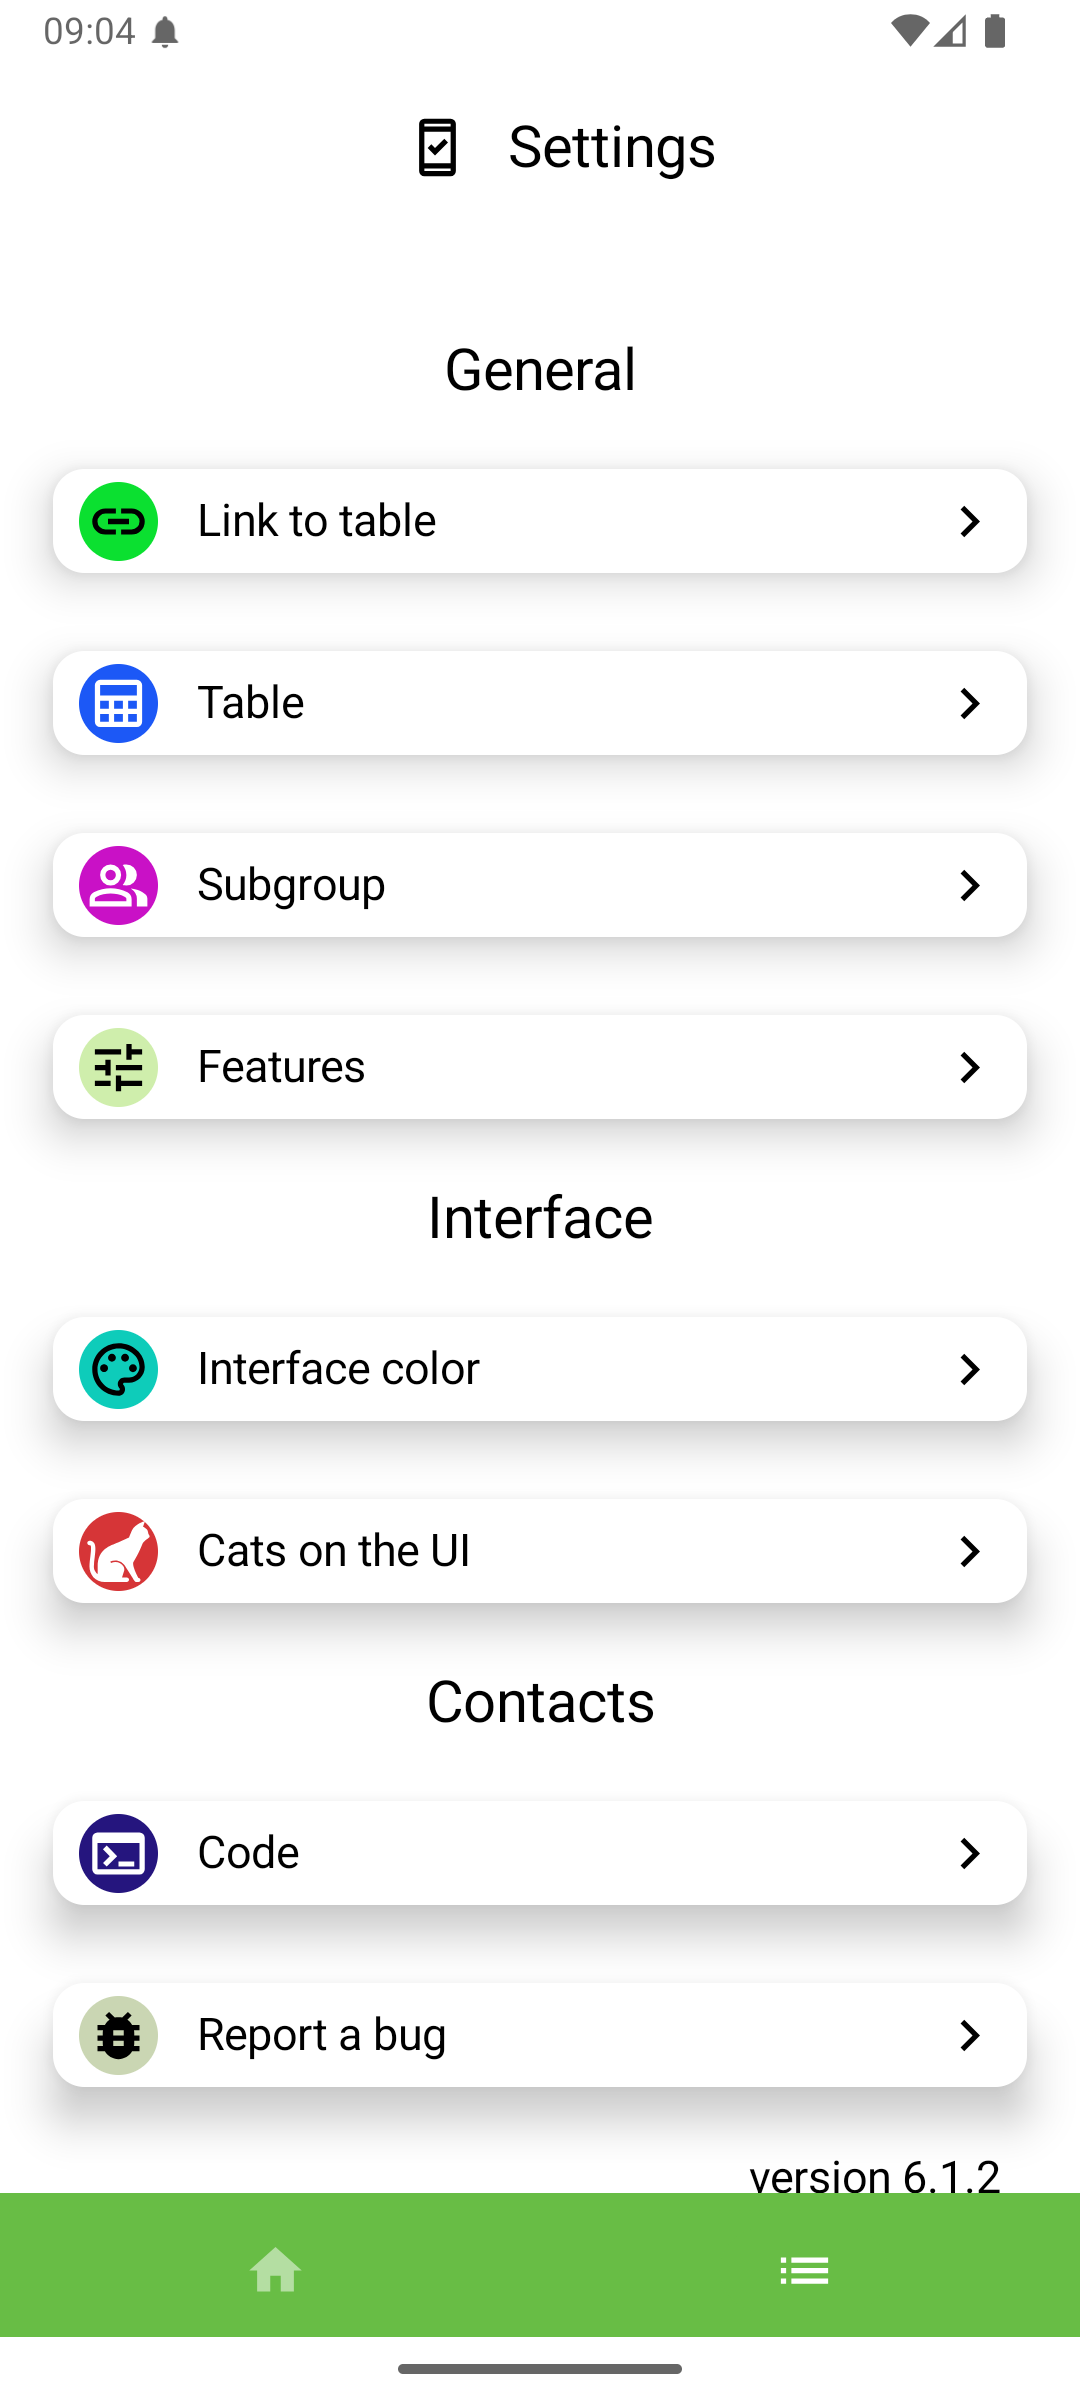 09:04
Settings
General
Link to table
Table
Subgroup
Features
Interface
Interface color
Cats on the UI
Contacts
Code
Report a bug
version 6.1.2